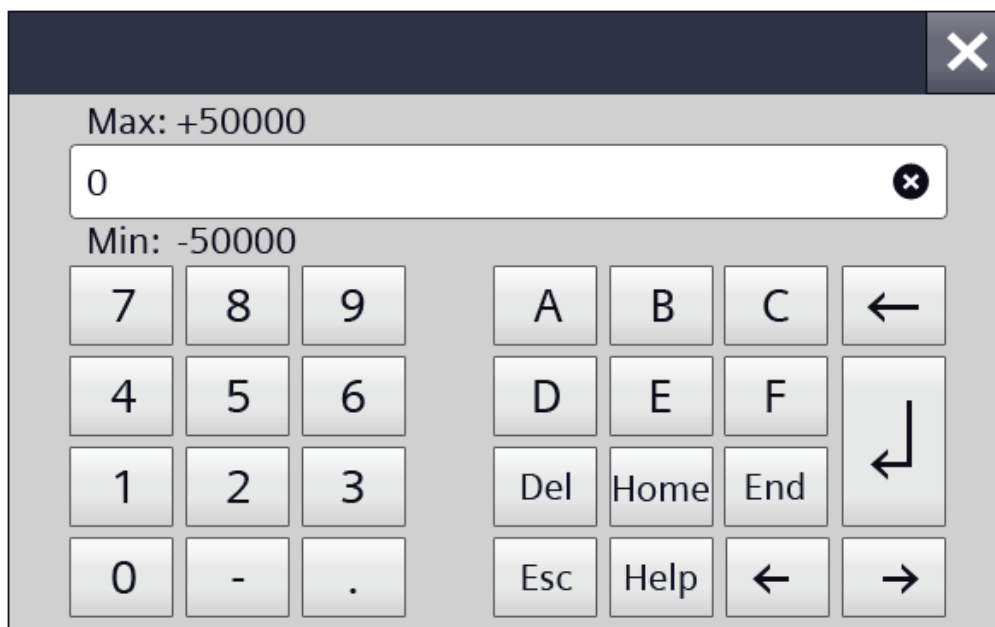 Max: +50000
0
Min: -50000
7 8 9 A B C ←
4 5 6 D E F ↵
1 2 3 Del Home End
0 - . Esc Help ← →